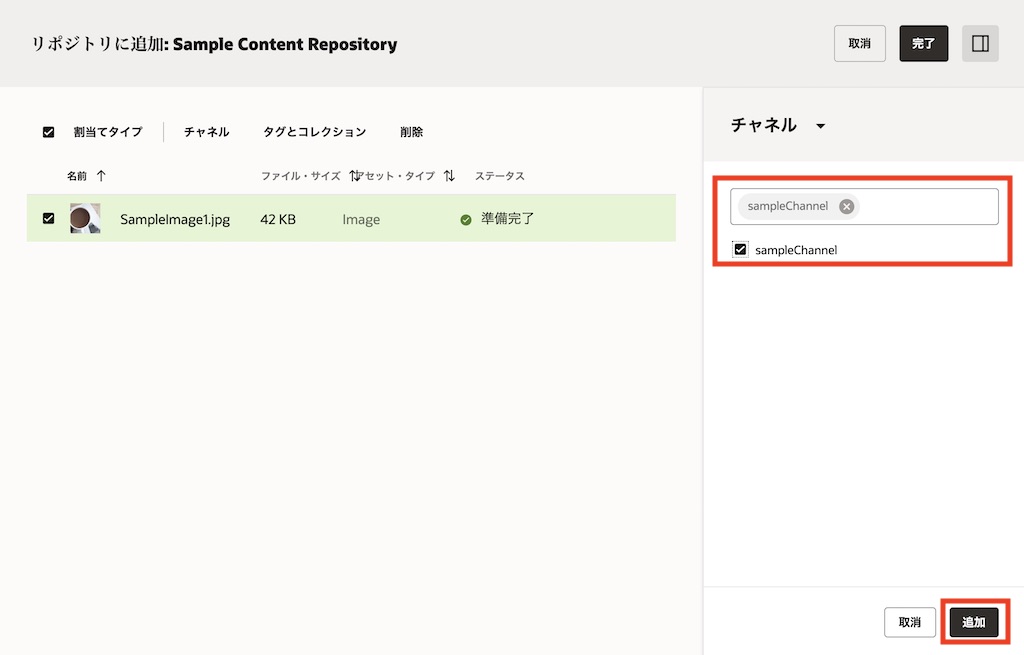 リポジトリに追加: Sample Content Repository
取消
完了
割当てタイプ
チャネル
タグとコレクション
削除
名前
ファイル・サイズ
アセット・タイプ
ステータス
SampleImage1.jpg
42 KB
Image
準備完了
チャネル
sampleChannel
sampleChannel
取消
追加